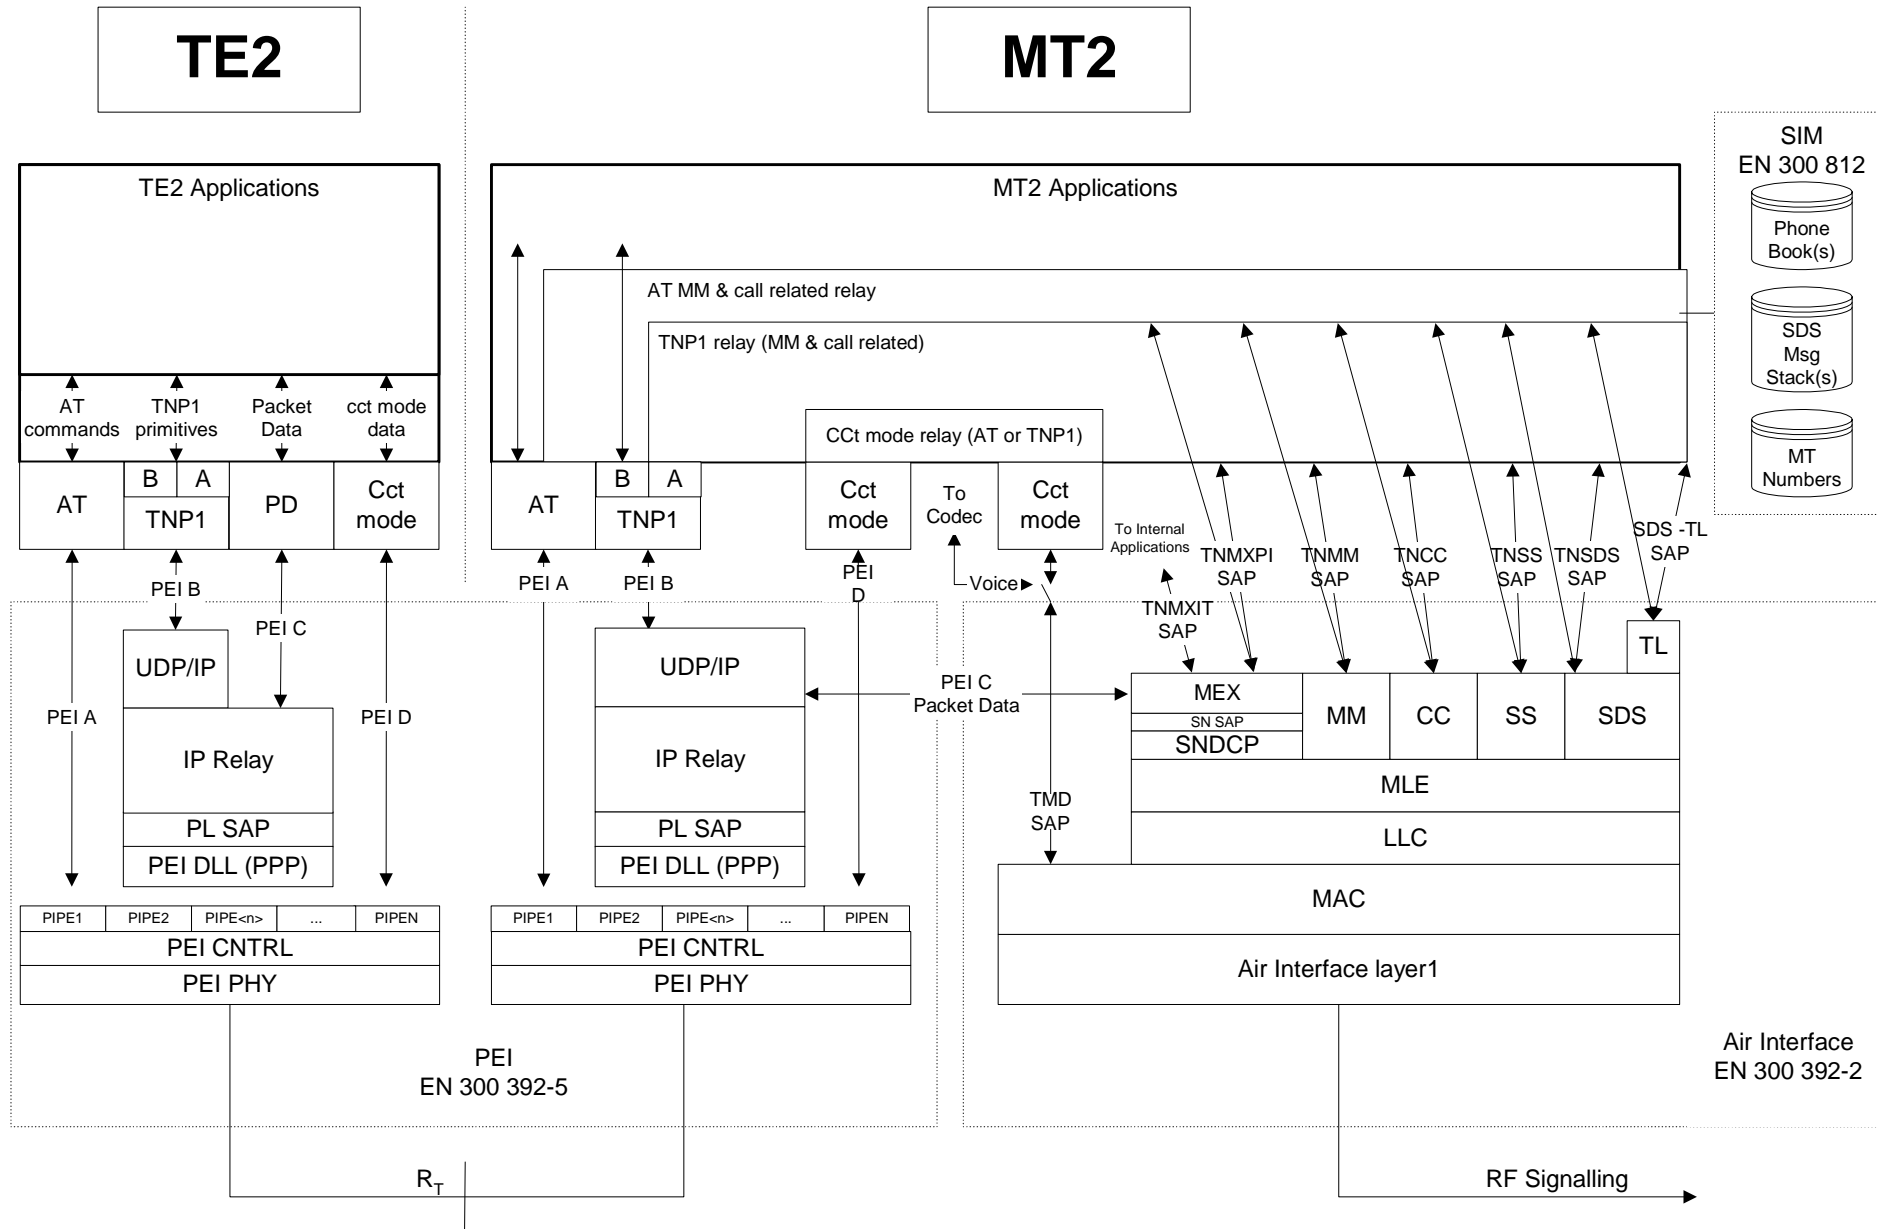 TE2
MT2
SIM
EN 300 812
Phone
Book(s)
SDS
Msg
Stack(s)
MT
Numbers
TE2 Applications
AT
commands
TNP1
primitives
Packet
Data
cct mode
data
AT
B
A
TNP1
PD
Cct
mode
MT2 Applications
AT MM & call related relay
TNP1 relay (MM & call related)
CCt mode relay (AT or TNP1)
AT
B
A
TNP1
Cct
mode
To
Codec
Cct
mode
To Internal
Applications
TNMXPI
SAP
TNMM
SAP
TNCC
SAP
TNSS
SAP
TNSDS
SAP
SDS -TL
SAP
PEI B
PEI C
PEI A
PEI D
PEI A
PEI B
PEI
D
Voice
TNMXIT
SAP
UDP/IP
IP Relay
PL SAP
PEI DLL (PPP)
UDP/IP
IP Relay
PL SAP
PEI DLL (PPP)
PEI C
Packet Data
TMD
SAP
TL
MEX
SN SAP
SNDCP
MM
CC
SS
SDS
MLE
LLC
MAC
Air Interface layer1
PIPE1
PIPE2
PIPE<n>
...
PIPEN
PEI CNTRL
PEI PHY
PIPE1
PIPE2
PIPE<n>
...
PIPEN
PEI CNTRL
PEI PHY
PEI
EN 300 392-5
Air Interface
EN 300 392-2
RT
RF Signalling